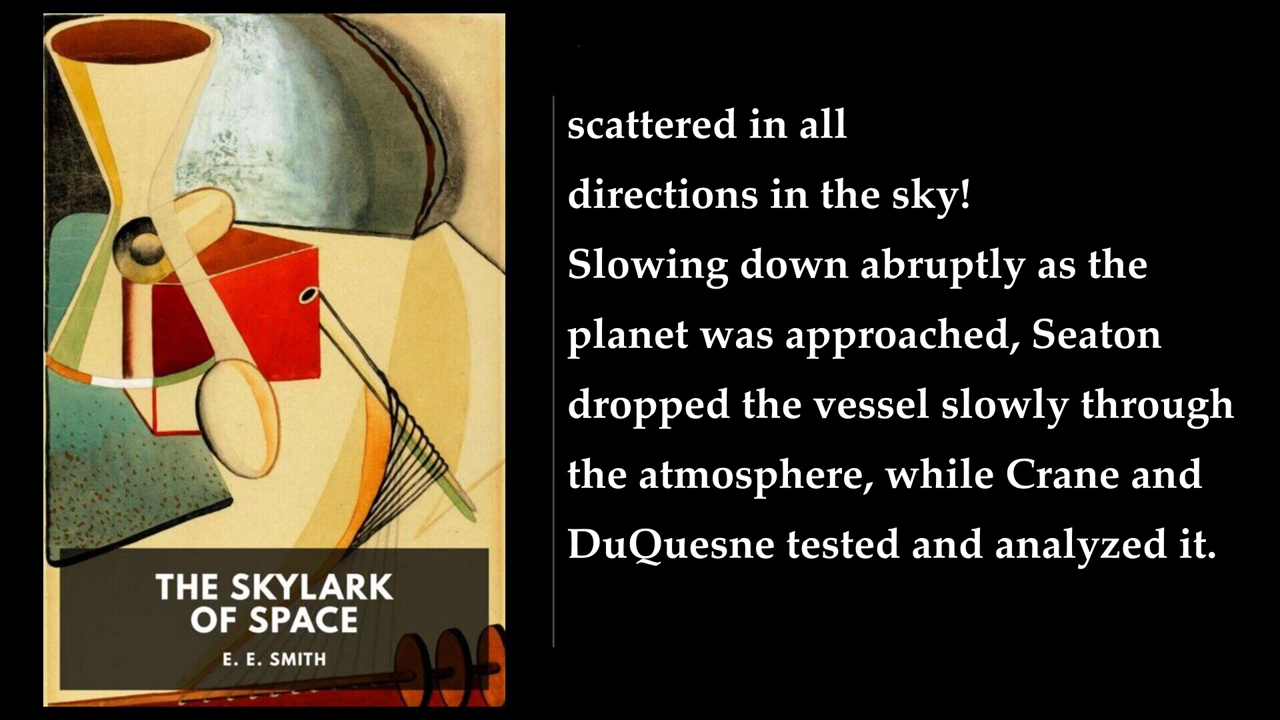 THE SKYLARK
OF SPACE
E. E. SMITH
scattered in all
directions in the sky!
Slowing down abruptly as the
planet was approached, Seaton
dropped the vessel slowly through
the atmosphere, while Crane and
DuQuesne tested and analyzed it.